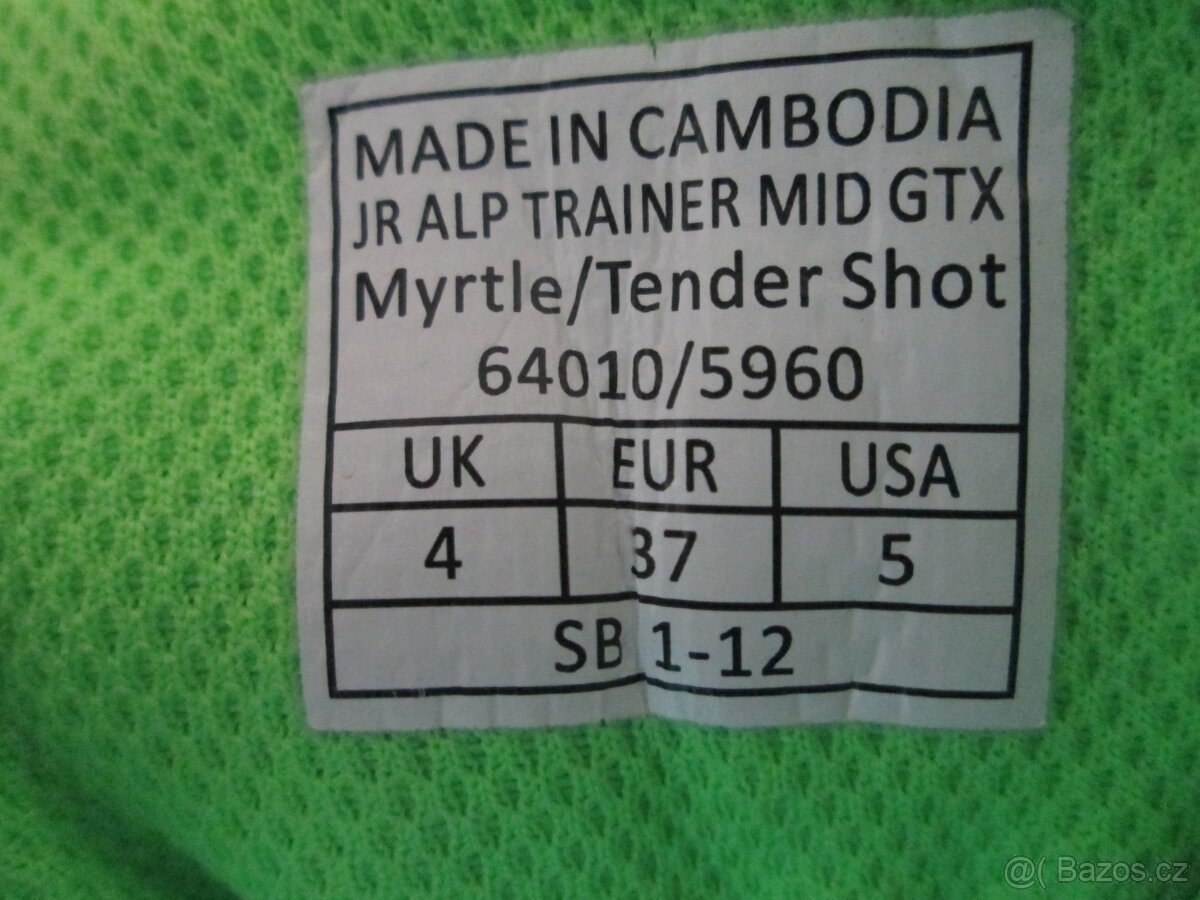 MADE IN CAMBODIA
JR ALP TRAINER MID GTX
Myrtle/Tender Shot
64010/5960
UK EUR USA
4 37 5
SB 1-12
@( Bazos.cz